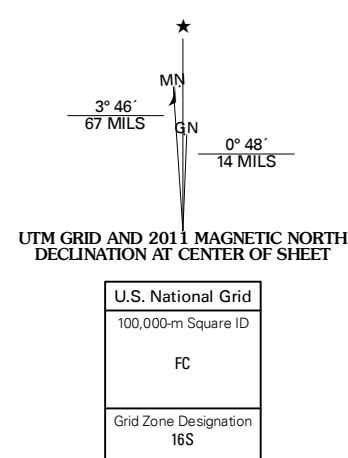 ★
MN
3° 46´
67 MILS
GN
0° 48´
14 MILS
UTM GRID AND 2011 MAGNETIC NORTH
DECLINATION AT CENTER OF SHEET
U.S. National Grid
100,000-m Square ID
FC
Grid Zone Designation
16S